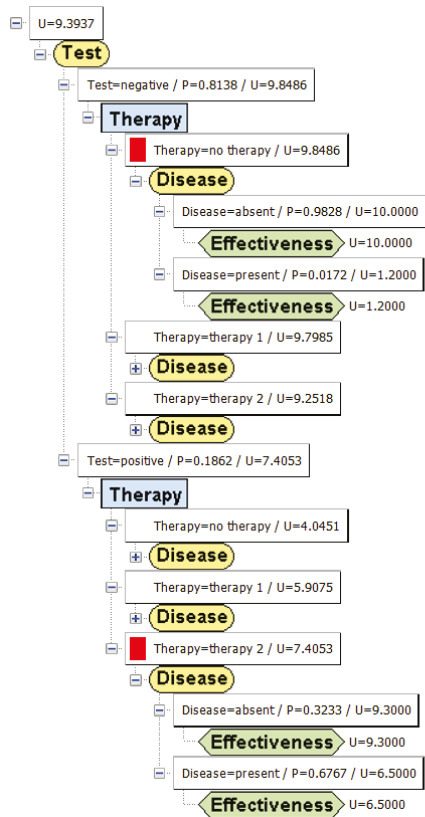 U=9.3937
Test
Test=negative / P=0.8138 / U=9.8486
Therapy
Therapy=no therapy / U=9.8486
Disease
Disease=absent / P=0.9828 / U=10.0000
Effectiveness U=10.0000
Disease=present / P=0.0172 / U=1.2000
Effectiveness U=1.2000
Therapy=therapy 1 / U=9.7985
Disease
Therapy=therapy 2 / U=9.2518
Disease
Test=positive / P=0.1862 / U=7.4053
Therapy
Therapy=no therapy / U=4.0451
Disease
Therapy=therapy 1 / U=5.9075
Disease
Therapy=therapy 2 / U=7.4053
Disease
Disease=absent / P=0.3233 / U=9.3000
Effectiveness U=9.3000
Disease=present / P=0.6767 / U=6.5000
Effectiveness U=6.5000